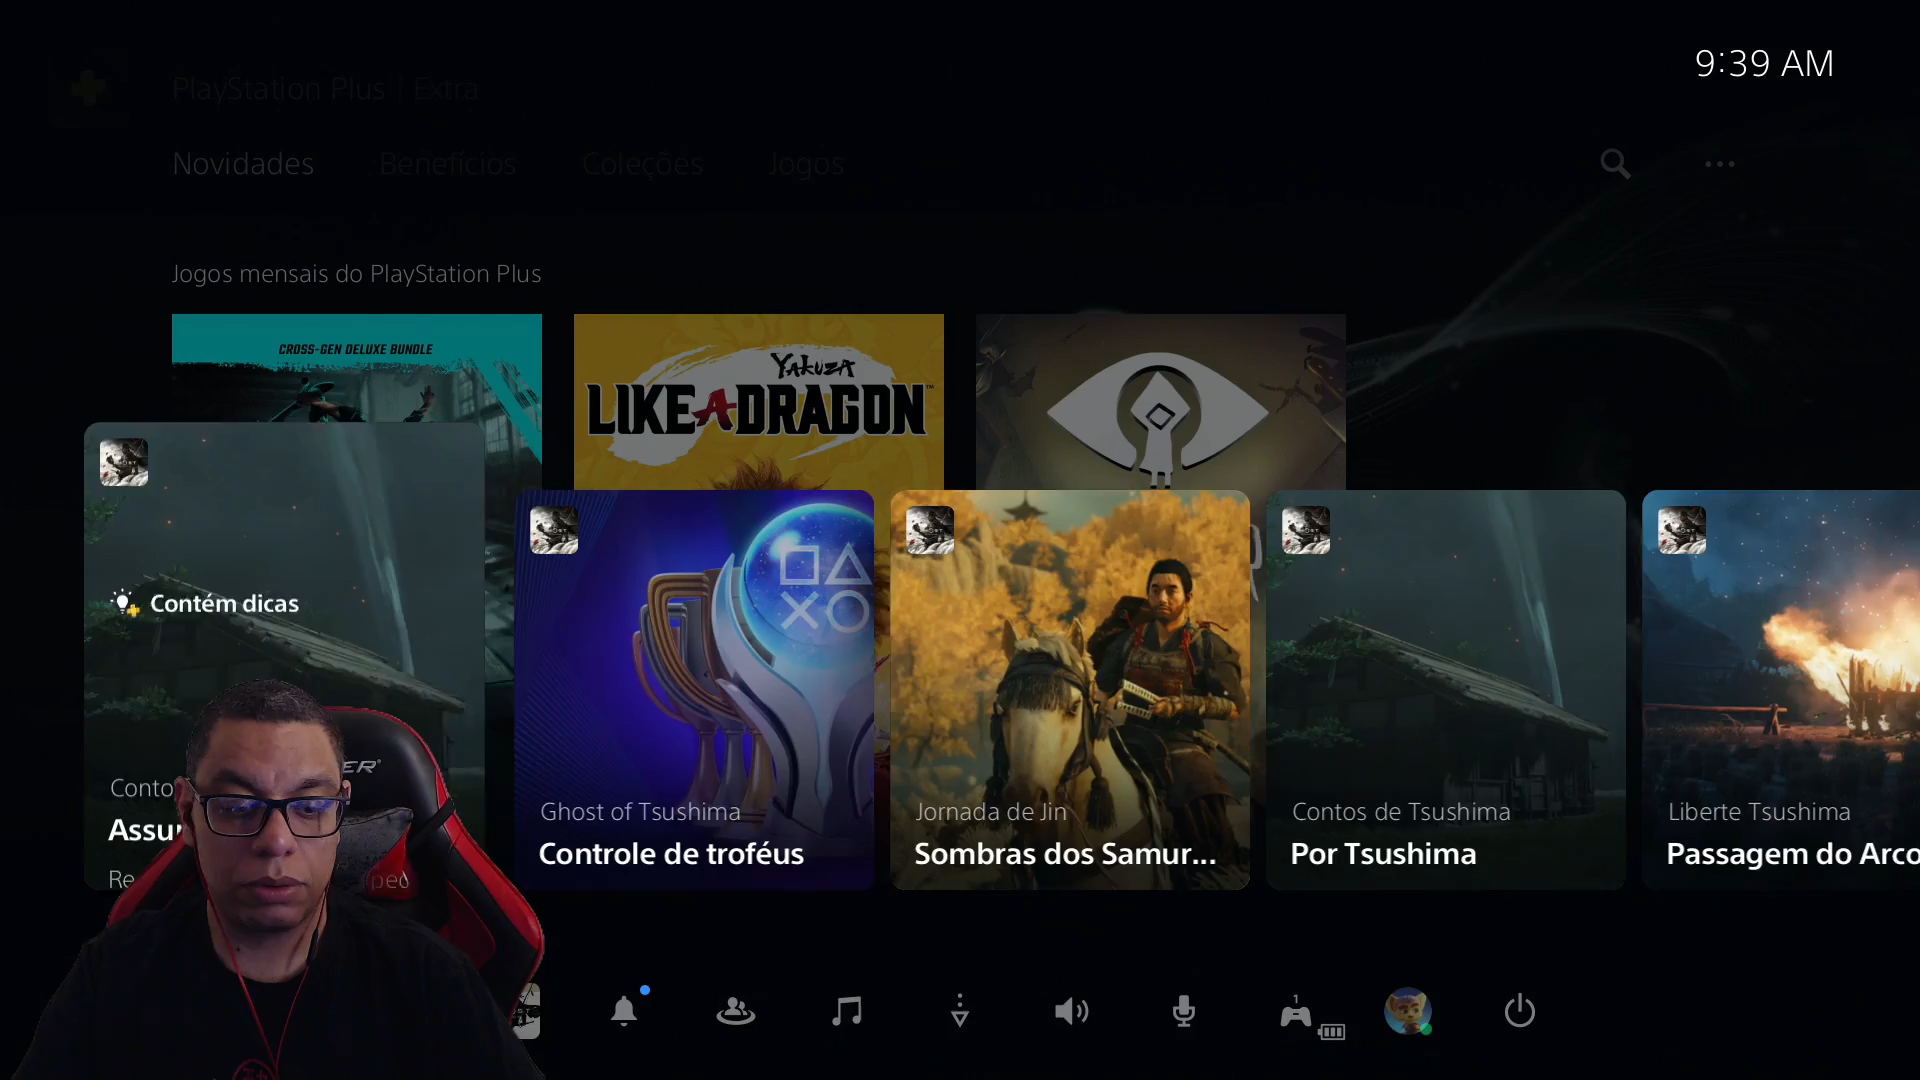 9:39 AM
PlayStation Plus | Extra
Novidades
Benefícios
Coleções
Jogos
Jogos mensais do PlayStation Plus
CROSS-GEN DELUXE BUNDLE
YAKUZA
LIKE A DRAGON™
Contém dicas
Ghost of Tsushima
Controle de troféus
Jornada de Jin
Sombras dos Samur...
Contos de Tsushima
Por Tsushima
Liberte Tsushima
Passagem do Arco
1